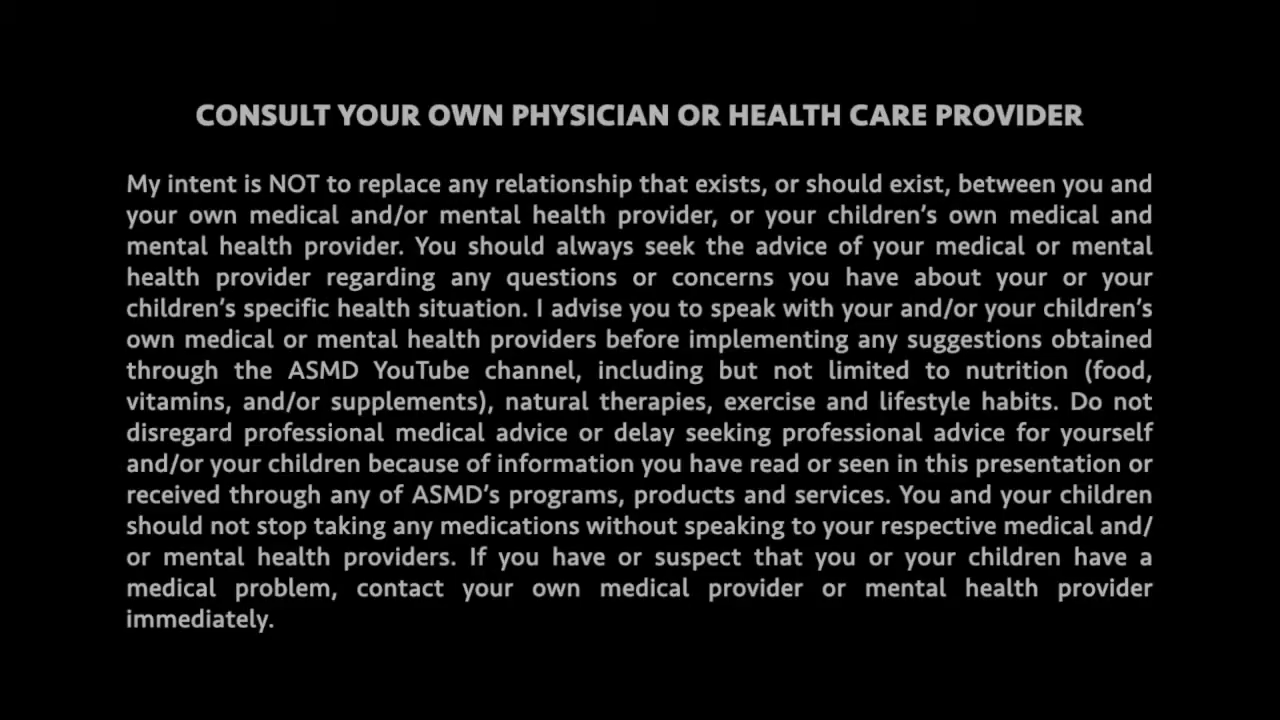 CONSULT YOUR OWN PHYSICIAN OR HEALTH CARE PROVIDER
My intent is NOT to replace any relationship that exists, or should exist, between you and
your own medical and/or mental health provider, or your children’s own medical and
mental health provider. You should always seek the advice of your medical or mental
health provider regarding any questions or concerns you have about your or your
children’s specific health situation. I advise you to speak with your and/or your children’s
own medical or mental health providers before implementing any suggestions obtained
through the ASMD YouTube channel, including but not limited to nutrition (food,
vitamins, and/or supplements), natural therapies, exercise and lifestyle habits. Do not
disregard professional medical advice or delay seeking professional advice for yourself
and/or your children because of information you have read or seen in this presentation or
received through any of ASMD’s programs, products and services. You and your children
should not stop taking any medications without speaking to your respective medical and/
or mental health providers. If you have or suspect that you or your children have a
medical problem, contact your own medical provider or mental health provider
immediately.